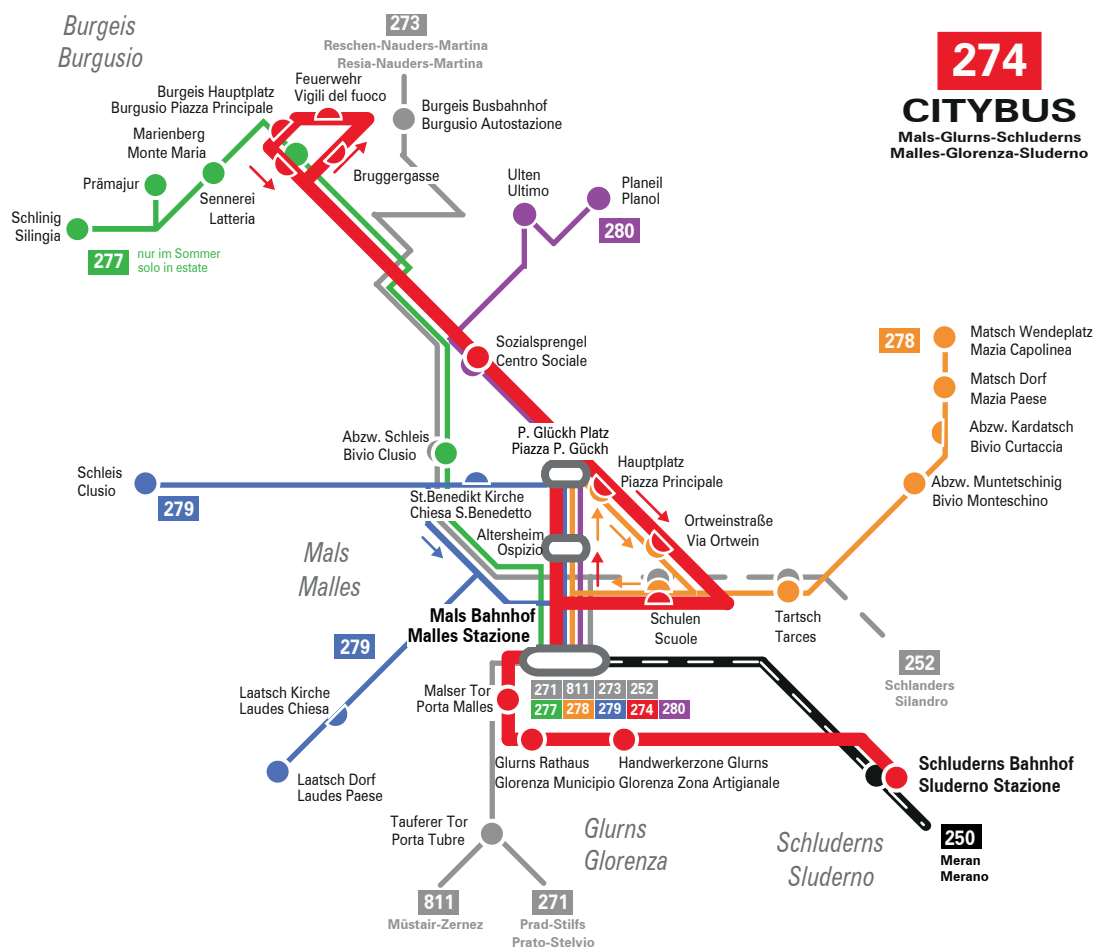 Burgeis
Burgusio
273
Reschen-Nauders-Martina
Resia-Nauders-Martina
274
CITYBUS
Mals-Glurns-Schluderns
Malles-Glorenza-Sluderno
Feuerwehr
Vigili del fuoco
Burgeis Hauptplatz
Burgusio Piazza Principale
Burgeis Busbahnhof
Burgusio Autostazione
Marienberg
Monte Maria
Bruggergasse
Prämajur
Sennerei
Latteria
Schlinig
Silingia
277
nur im Sommer
solo in estate
Ulten
Ultimo
Planeil
Planol
280
Sozialsprengel
Centro Sociale
278
Matsch Wendeplatz
Mazia Capolinea
Matsch Dorf
Mazia Paese
Abzw. Kardatsch
Bivio Curtaccia
Abzw. Muntetschinig
Bivio Monteschino
P. Glückh Platz
Piazza P. Gückh
Abzw. Schleis
Bivio Clusio
Hauptplatz
Piazza Principale
Schleis
Clusio
279
St.Benedikt Kirche
Chiesa S.Benedetto
Ortweinstraße
Via Ortwein
Altersheim
Ospizio
Mals
Malles
Mals Bahnhof
Malles Stazione
Schulen
Scuole
Tartsch
Tarces
279
252
Schlanders
Silandro
Laatsch Kirche
Laudes Chiesa
Malser Tor
Porta Malles
271 811 273 252
277 278 279 274 280
Laatsch Dorf
Laudes Paese
Glurns Rathaus
Glorenza Municipio
Handwerkerzone Glurns
Glorenza Zona Artigianale
Schluderns Bahnhof
Sluderno Stazione
Tauferer Tor
Porta Tubre
Glurns
Glorenza
Schluderns
Sluderno
250
Meran
Merano
811
Müstair-Zernez
271
Prad-Stilfs
Prato-Stelvio